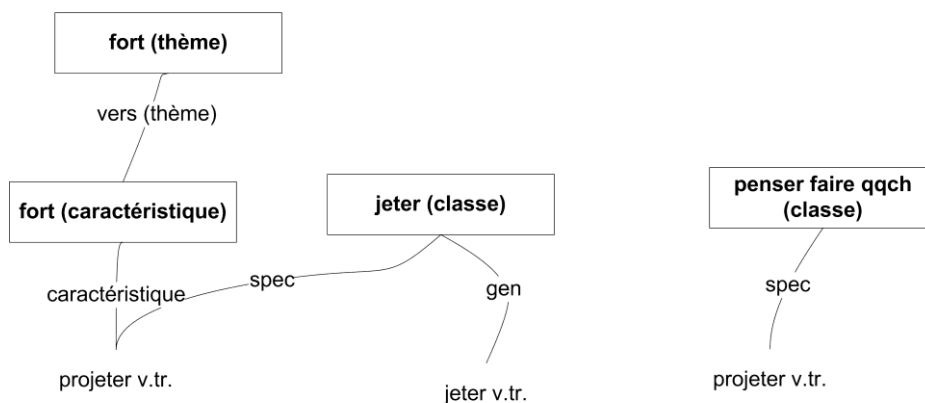 fort (thème)
vers (thème)
fort (caractéristique)
jeter (classe)
penser faire qqch
(classe)
caractéristique
spec
gen
spec
projeter v.tr.
jeter v.tr.
projeter v.tr.